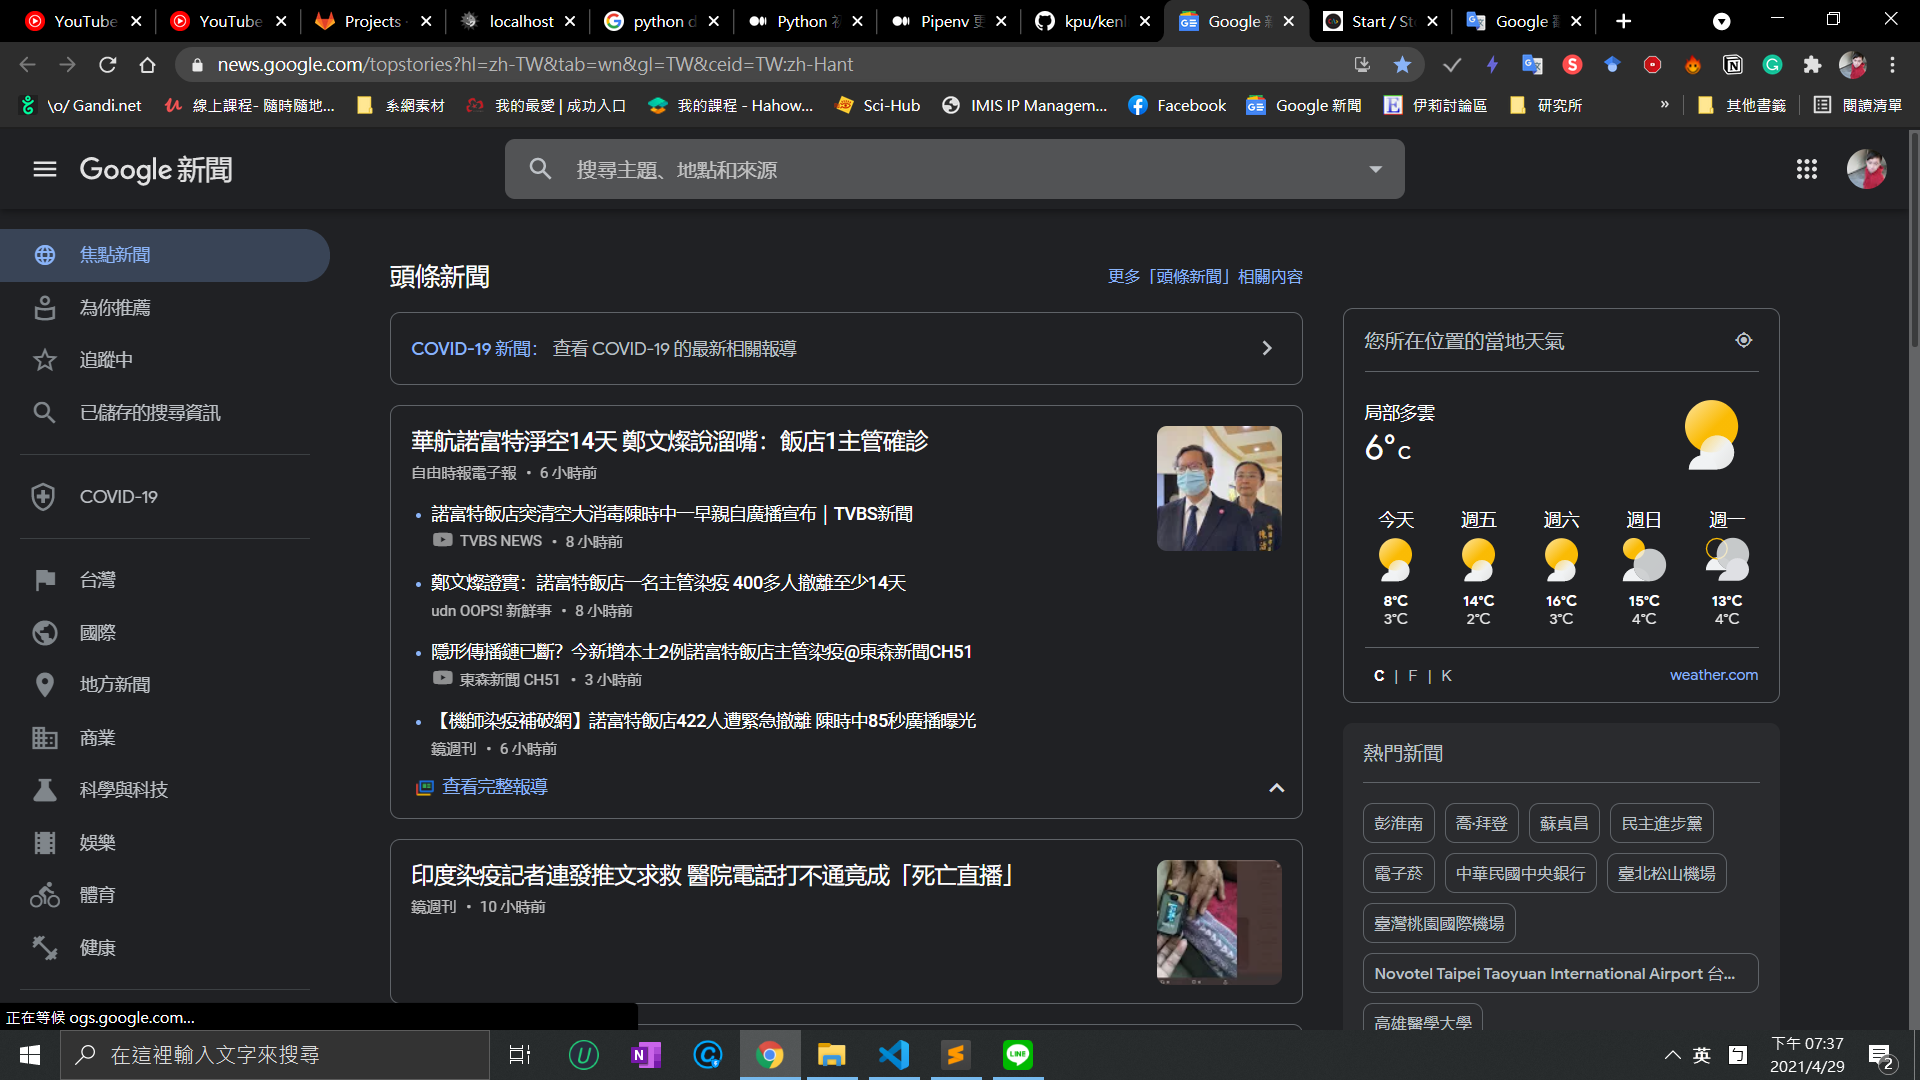 YouTube
YouTube
Projects
localhost
python d
Python 初
Pipenv 更
kpu/kenl
Google 新
Start / St
Google 翻
news.google.com/topstories?hl=zh-TW&tab=wn&gl=TW&ceid=TW:zh-Hant
\o/ Gandi.net
線上課程- 隨時隨地...
系網素材
我的最愛 | 成功入口
我的課程 - Hahow...
Sci-Hub
IMIS IP Managem...
Facebook
Google 新聞
伊莉討論區
研究所
»
其他書籤
閱讀清單
Google 新聞
搜尋主題、地點和來源
焦點新聞
為你推薦
追蹤中
已儲存的搜尋資訊
COVID-19
台灣
國際
地方新聞
商業
科學與科技
娛樂
體育
健康
頭條新聞
更多「頭條新聞」相關內容
COVID-19 新聞： 查看 COVID-19 的最新相關報導
華航諾富特淨空14天 鄭文燦說溜嘴：飯店1主管確診
自由時報電子報 • 6 小時前
諾富特飯店突清空大消毒陳時中一早親自廣播宣布｜TVBS新聞
TVBS NEWS • 8 小時前
鄭文燦證實：諾富特飯店一名主管染疫 400多人撤離至少14天
udn OOPS! 新鮮事 • 8 小時前
隱形傳播鏈已斷？今新增本土2例諾富特飯店主管染疫@東森新聞CH51
東森新聞 CH51 • 3 小時前
【機師染疫補破網】諾富特飯店422人遭緊急撤離 陳時中85秒廣播曝光
鏡週刊 • 6 小時前
查看完整報導
印度染疫記者連發推文求救 醫院電話打不通竟成「死亡直播」
鏡週刊 • 10 小時前
您所在位置的當地天氣
局部多雲
6°C
今天 週五 週六 週日 週一
8°C 14°C 16°C 15°C 13°C
3°C 2°C 3°C 4°C 4°C
C | F | K
weather.com
熱門新聞
彭淮南
喬·拜登
蘇貞昌
民主進步黨
電子菸
中華民國中央銀行
臺北松山機場
臺灣桃園國際機場
Novotel Taipei Taoyuan International Airport 台...
高雄醫學大學
正在等候 ogs.google.com...
在這裡輸入文字來搜尋
英
下午 07:37
2021/4/29
2